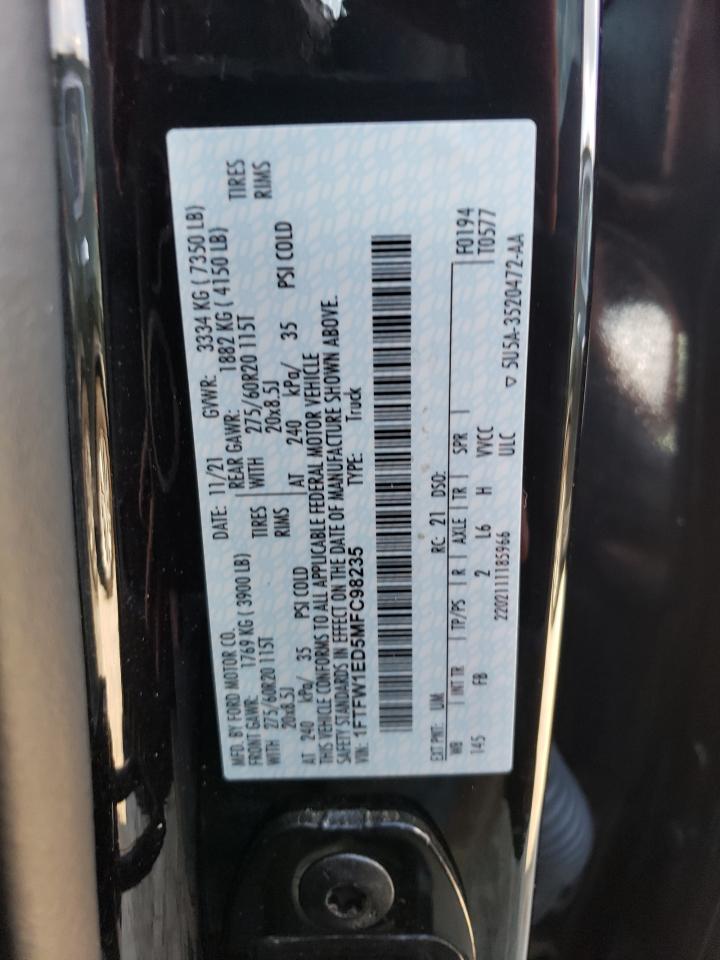 MFD. BY FORD MOTOR CO.
DATE: 11/21 GVWR: 3334 KG ( 7350 LB)
FRONT GAWR: 1769 KG ( 3900 LB) REAR GAWR: 1882 KG ( 4150 LB)
WITH 275/60R20 115T TIRES WITH 275/60R20 115T TIRES
20x8.5J RIMS 20x8.5J RIMS
AT 240 kPa/ 35 PSI COLD AT 240 kPa/ 35 PSI COLD
THIS VEHICLE CONFORMS TO ALL APPLICABLE FEDERAL MOTOR VEHICLE
SAFETY STANDARDS IN EFFECT ON THE DATE OF MANUFACTURE SHOWN ABOVE.
VIN: 1FTFW1ED5MFC98235 TYPE: Truck
EXT PNT: UM RC: 21 DSO: F0194
WB INT TR TP/PS R AXLE TR SPR T0577
145 FB 2 L6 H VVCC
2202111185966 ULC ▽ 5U5A-3520472-AA